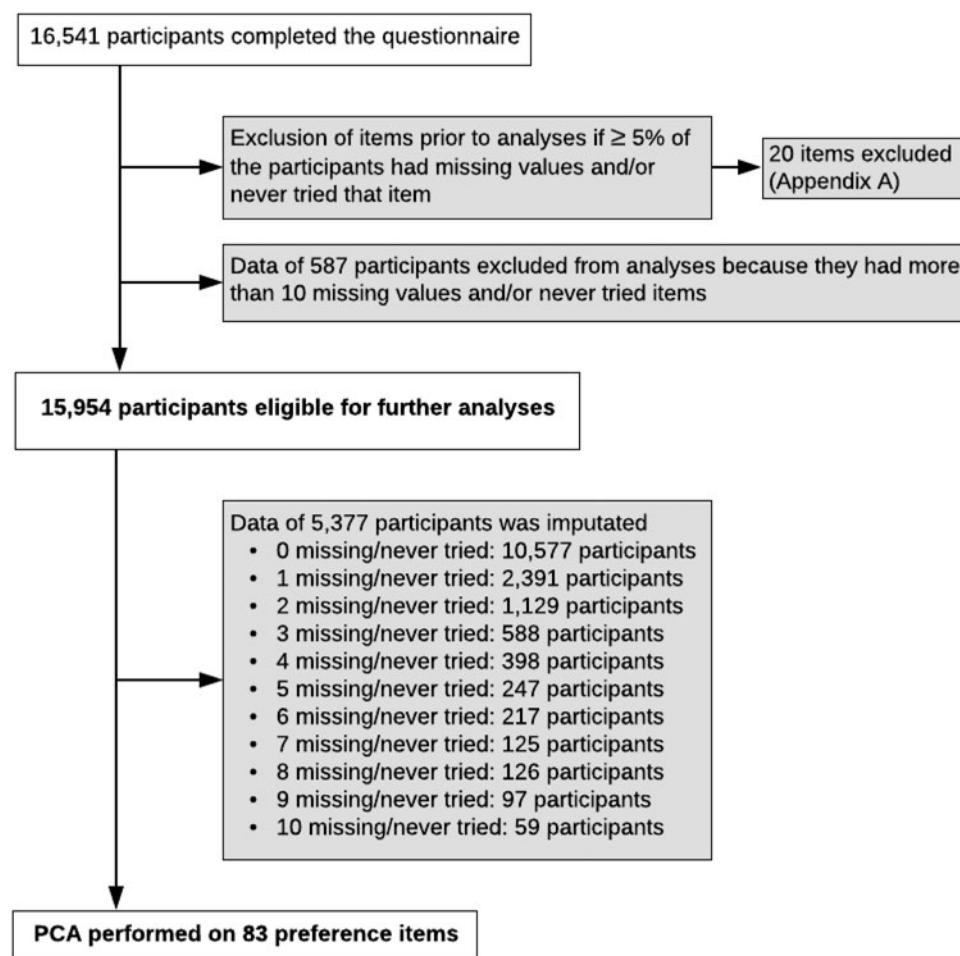 16,541 participants completed the questionnaire
Exclusion of items prior to analyses if ≥ 5% of
the participants had missing values and/or
never tried that item
20 items excluded
(Appendix A)
Data of 587 participants excluded from analyses because they had more
than 10 missing values and/or never tried items
15,954 participants eligible for further analyses
Data of 5,377 participants was imputated
• 0 missing/never tried: 10,577 participants
• 1 missing/never tried: 2,391 participants
• 2 missing/never tried: 1,129 participants
• 3 missing/never tried: 588 participants
• 4 missing/never tried: 398 participants
• 5 missing/never tried: 247 participants
• 6 missing/never tried: 217 participants
• 7 missing/never tried: 125 participants
• 8 missing/never tried: 126 participants
• 9 missing/never tried: 97 participants
• 10 missing/never tried: 59 participants
PCA performed on 83 preference items